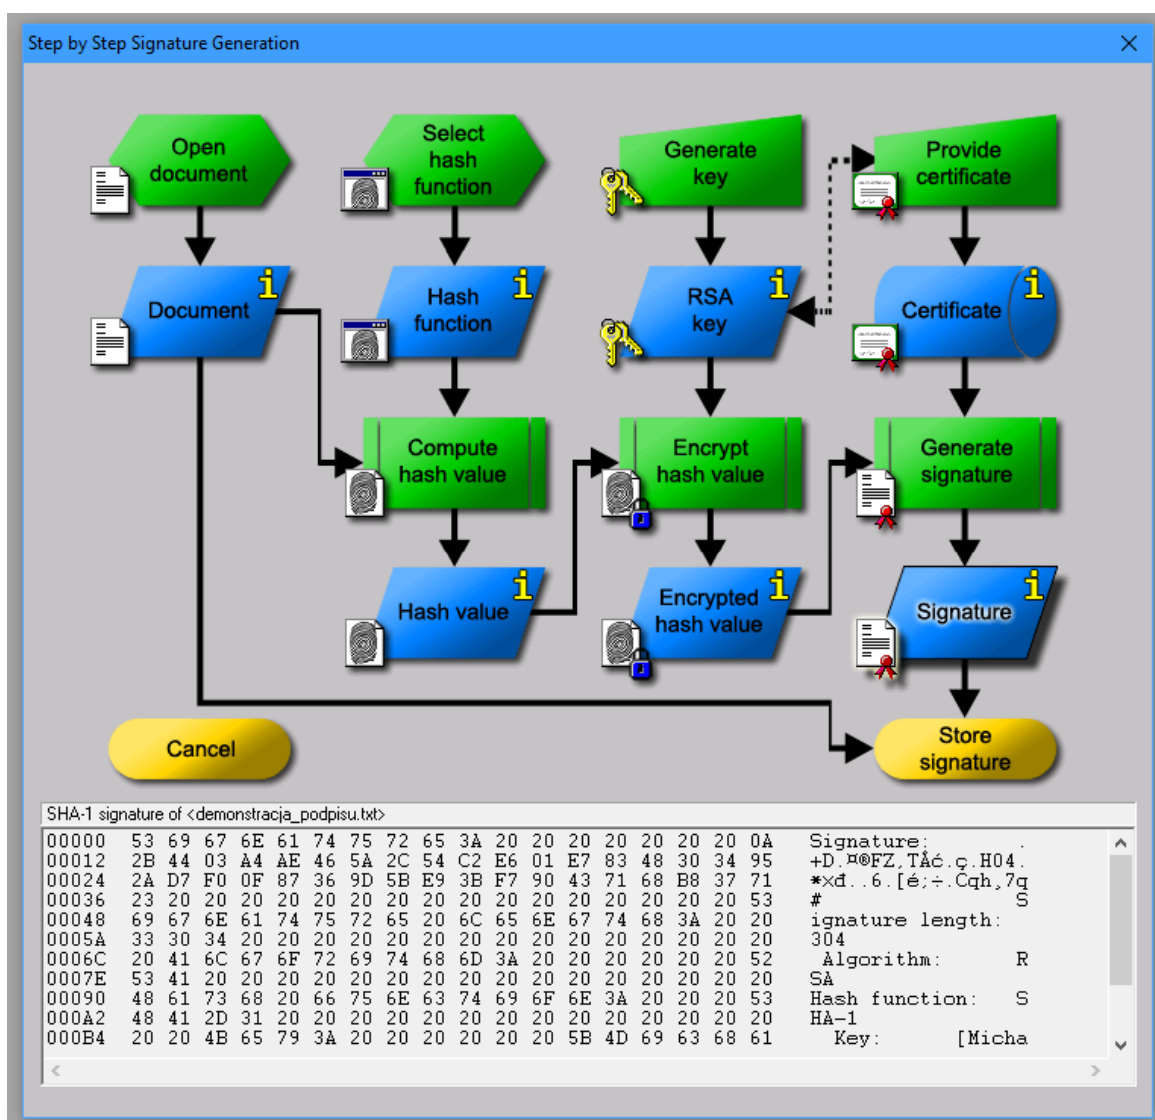 Step by Step Signature Generation
Open
document
Select
hash
function
Generate
key
Provide
certificate
Document
Hash
function
RSA
key
Certificate
Compute
hash value
Encrypt
hash value
Generate
signature
Hash value
Encrypted
hash value
Signature
Cancel
Store
signature
SHA-1 signature of <demonstracja_podpisu.txt>
00000 53 69 67 6E 61 74 75 72 65 3A 20 20 20 20 20 20 20 0A Signature: .
00012 2B 44 03 A4 AE 46 5A 2C 54 C2 E6 01 E7 83 48 30 34 95 +D.¤®FZ,TÂć.ç.H04.
00024 2A D7 F0 0F 87 36 9D 5B E9 3B F7 90 43 71 68 B8 37 71 *×đ..6.[é;÷.Cqh¸7q
00036 23 20 20 20 20 20 20 20 20 20 20 20 20 20 20 20 20 53 # S
00048 69 67 6E 61 74 75 72 65 20 6C 65 6E 67 74 68 3A 20 20 ignature length:
0005A 33 30 34 20 20 20 20 20 20 20 20 20 20 20 20 20 20 20 304
0006C 20 41 6C 67 6F 72 69 74 68 6D 3A 20 20 20 20 20 20 52 Algorithm: R
0007E 53 41 20 20 20 20 20 20 20 20 20 20 20 20 20 20 20 20 SA
00090 48 61 73 68 20 66 75 6E 63 74 69 6F 6E 3A 20 20 20 53 Hash function: S
000A2 48 41 2D 31 20 20 20 20 20 20 20 20 20 20 20 20 20 20 HA-1
000B4 20 20 4B 65 79 3A 20 20 20 20 20 20 5B 4D 69 63 68 61 Key: [Micha